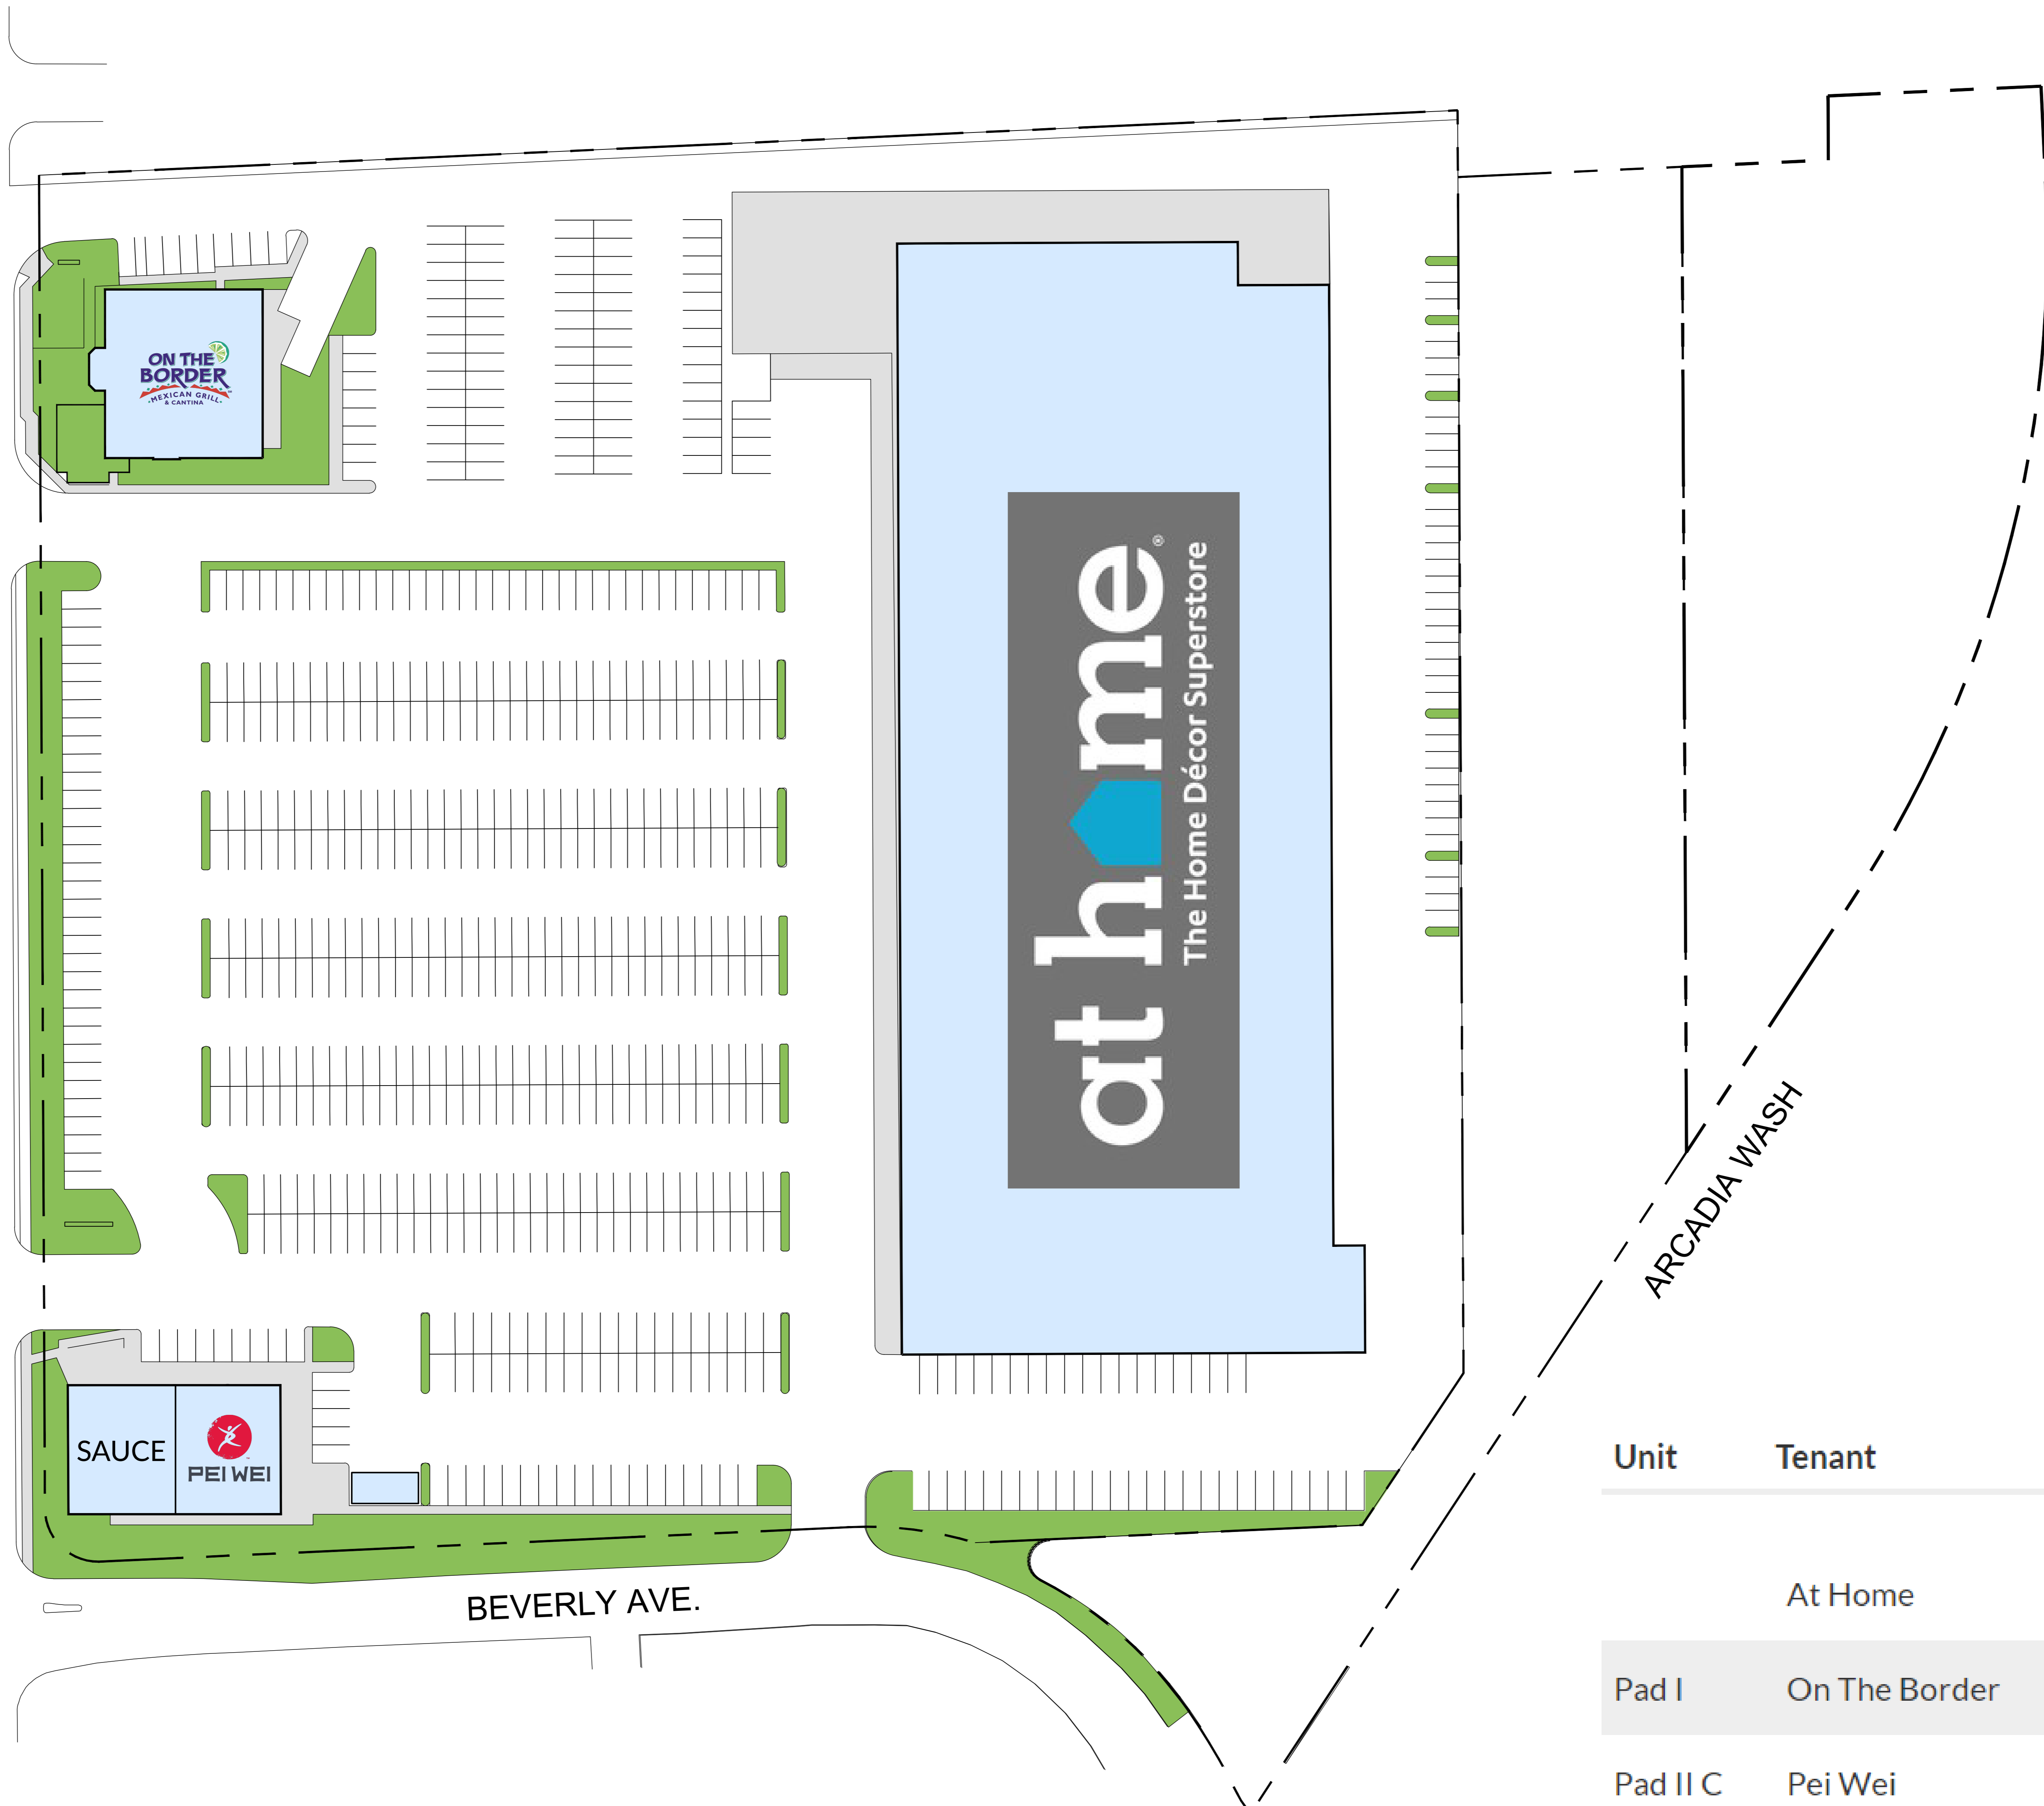 ON THE
BORDER
MEXICAN GRILL
& CANTINA
at home®
The Home Décor Superstore
ARCADIA WASH
SAUCE
PEI WEI
BEVERLY AVE.
Unit Tenant
At Home
Pad I On The Border
Pad II C Pei Wei